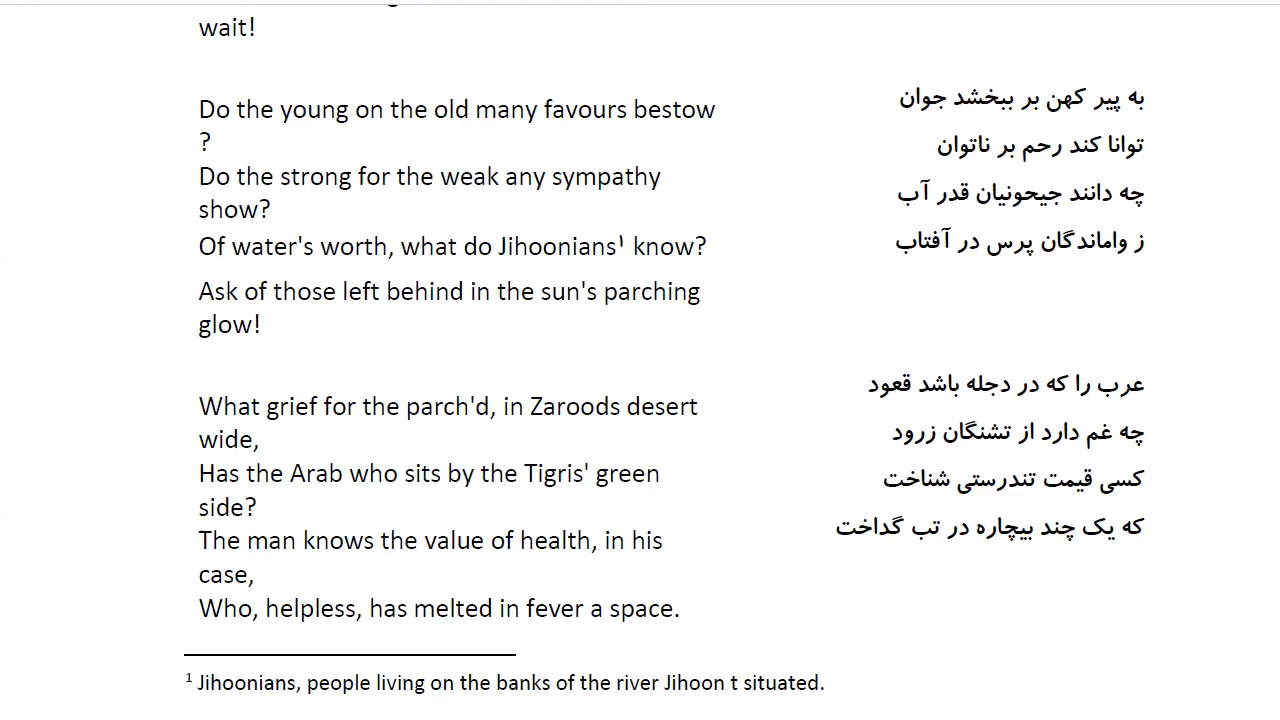 wait!
Do the young on the old many favours bestow
?
Do the strong for the weak any sympathy
show?
Of water's worth, what do Jihoonians۱ know?
Ask of those left behind in the sun's parching
glow!
به پیر کهن بر ببخشد جوان
توانا کند رحم بر ناتوان
چه دانند جیحونیان قدر آب
ز واماندگان پرس در آفتاب
What grief for the parch'd, in Zaroods desert
wide,
Has the Arab who sits by the Tigris' green
side?
The man knows the value of health, in his
case,
Who, helpless, has melted in fever a space.
عرب را که در دجله باشد قعود
چه غم دارد از تشنگان زرود
کسی قیمت تندرستی شناخت
که یک چند بیچاره در تب گداخت
1 Jihoonians, people living on the banks of the river Jihoon t situated.